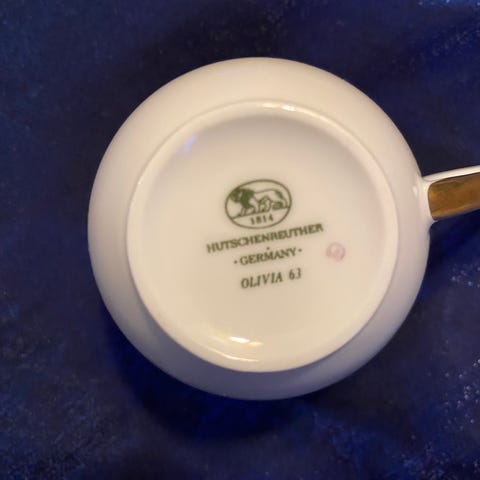 1814
HUTSCHENREUTHER
· GERMANY ·
OLIVIA 63